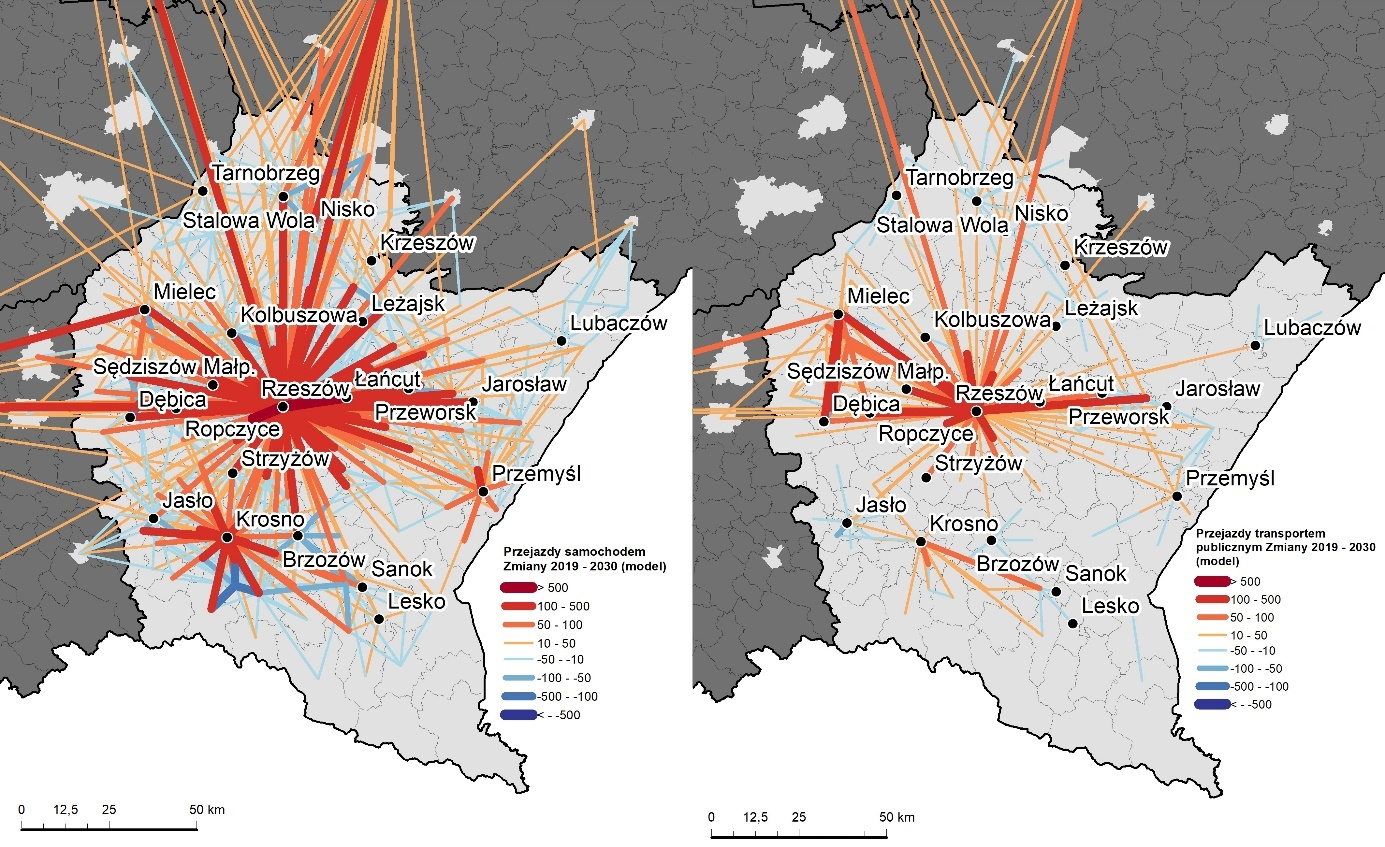 Tarnobrzeg
Stalowa Wola
Nisko
Krzeszów
Mielec
Kolbuszowa
Leżajsk
Lubaczów
Sędziszów Małp.
Rzeszów
Łańcut
Jarosław
Dębica
Przeworsk
Ropczyce
Strzyżów
Przemyśl
Jasło
Krosno
Brzozów
Sanok
Lesko
Przejazdy samochodem
Zmiany 2019 - 2030 (model)
> 500
100 - 500
50 - 100
10 - 50
-50 - -10
-100 - -50
-500 - -100
< - -500
0 12,5 25 50 km
Tarnobrzeg
Stalowa Wola
Nisko
Krzeszów
Mielec
Kolbuszowa
Leżajsk
Lubaczów
Sędziszów Małp.
Rzeszów
Łańcut
Jarosław
Dębica
Przeworsk
Ropczyce
Strzyżów
Przemyśl
Jasło
Krosno
Brzozów
Sanok
Lesko
Przejazdy transportem
publicznym Zmiany 2019 - 2030
(model)
> 500
100 - 500
50 - 100
10 - 50
-50 - -10
-100 - -50
-500 - -100
< - -500
0 12,5 25 50 km